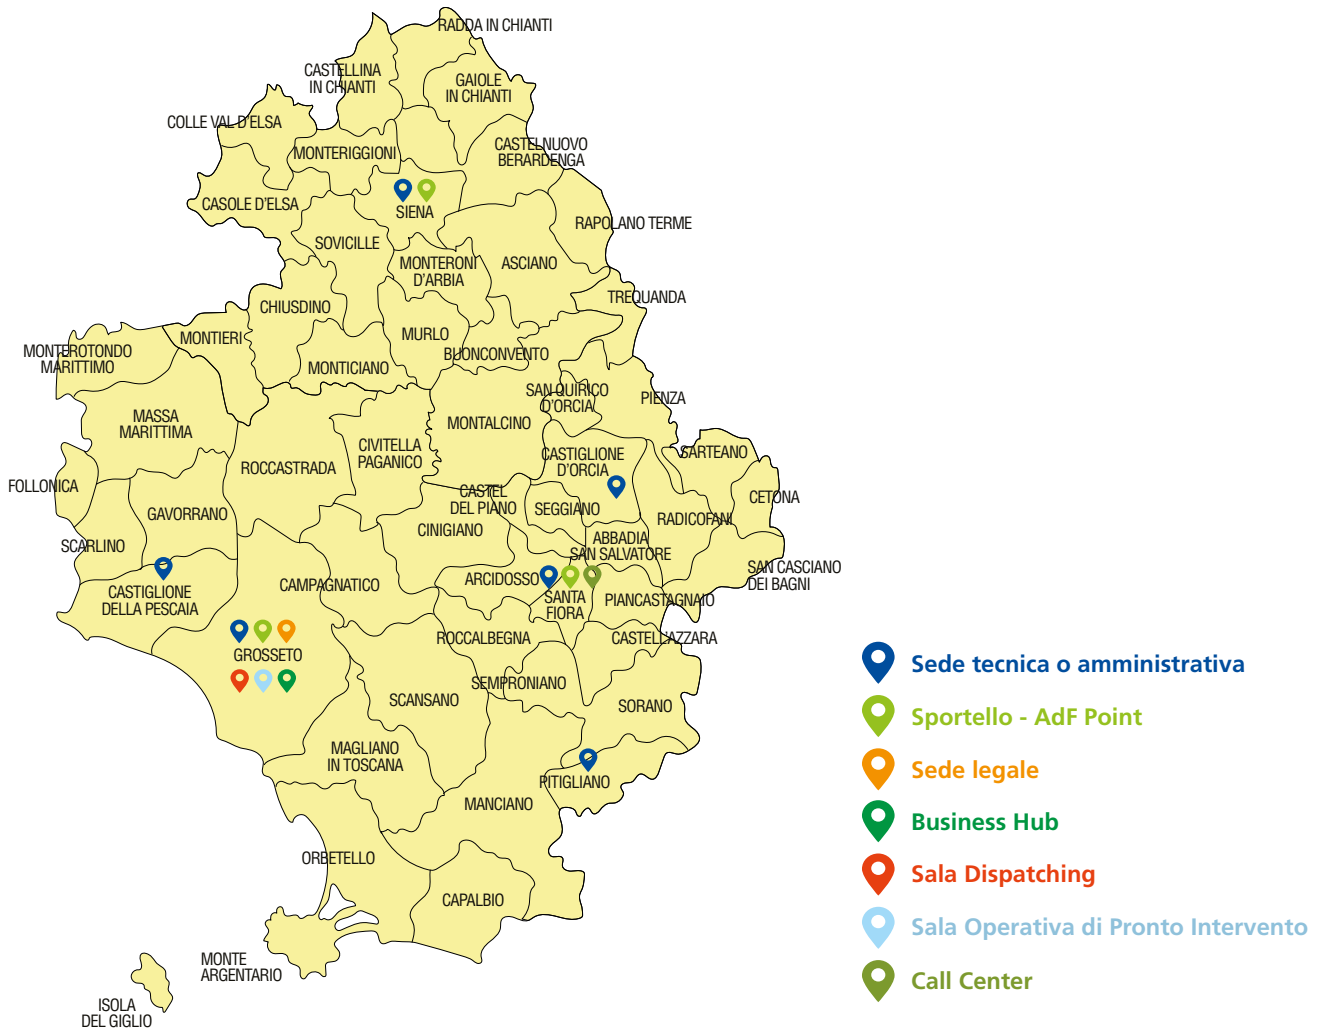 RADDA IN CHIANTI
CASTELLINA
IN CHIANTI
GAIOLE
IN CHIANTI
COLLE VAL D'ELSA
MONTERIGGIONI
CASTELNUOVO
BERARDENGA
CASOLE D'ELSA
SIENA
RAPOLANO TERME
SOVICILLE
MONTERONI
D'ARBIA
ASCIANO
TREQUANDA
CHIUSDINO
MURLO
MONTIERI
BUONCONVENTO
MONTEROTONDO
MARITTIMO
MONTICIANO
SAN QUIRICO
D'ORCIA
PIENZA
MASSA
MARITTIMA
MONTALCINO
CIVITELLA
PAGANICO
CASTIGLIONE
D'ORCIA
SARTEANO
ROCCASTRADA
FOLLONICA
CASTEL
DEL PIANO
CETONA
GAVORRANO
SEGGIANO
RADICOFANI
CINIGIANO
SCARLINO
ABBADIA
SAN SALVATORE
SAN CASCIANO
DEI BAGNI
CAMPAGNATICO
ARCIDOSSO
CASTIGLIONE
DELLA PESCAIA
SANTA
FIORA
PIANCASTAGNAIO
ROCCALBEGNA
CASTELL'AZZARA
GROSSETO
SEMPRONIANO
SCANSANO
SORANO
MAGLIANO
IN TOSCANA
PITIGLIANO
MANCIANO
ORBETELLO
CAPALBIO
MONTE
ARGENTARIO
ISOLA
DEL GIGLIO
Sede tecnica o amministrativa
Sportello - AdF Point
Sede legale
Business Hub
Sala Dispatching
Sala Operativa di Pronto Intervento
Call Center